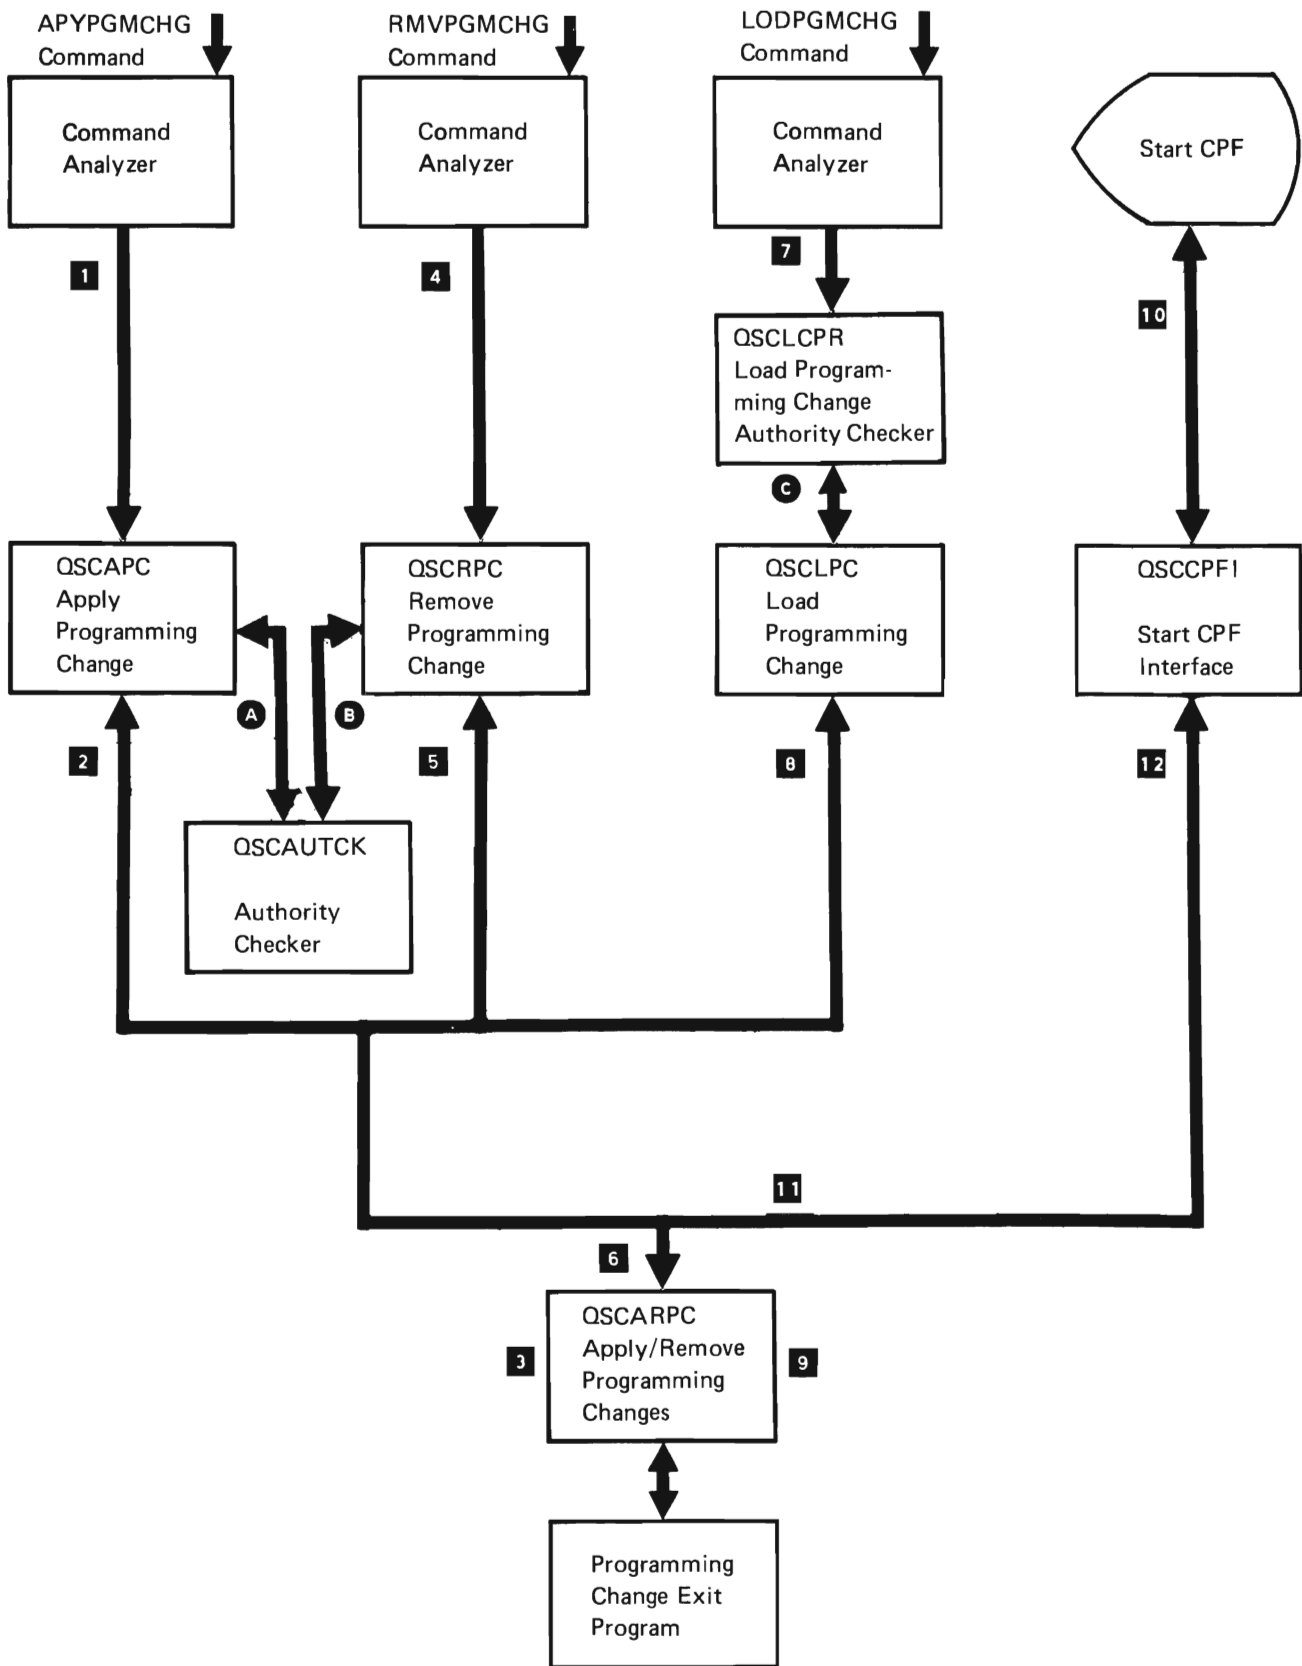 APYPGMCHG
Command
RMVPGMCHG
Command
LODPGMCHG
Command
Command
Analyzer
Command
Analyzer
Command
Analyzer
Start CPF
1
4
7
10
QSCLCPR
Load Program-
ming Change
Authority Checker
C
QSCAPC
Apply
Programming
Change
QSCRPC
Remove
Programming
Change
QSCLPC
Load
Programming
Change
QSCCPFI
Start CPF
Interface
A
B
2
5
8
12
QSCAUTCK
Authority
Checker
11
6
QSCARPC
Apply/Remove
Programming
Changes
3
9
Programming
Change Exit
Program